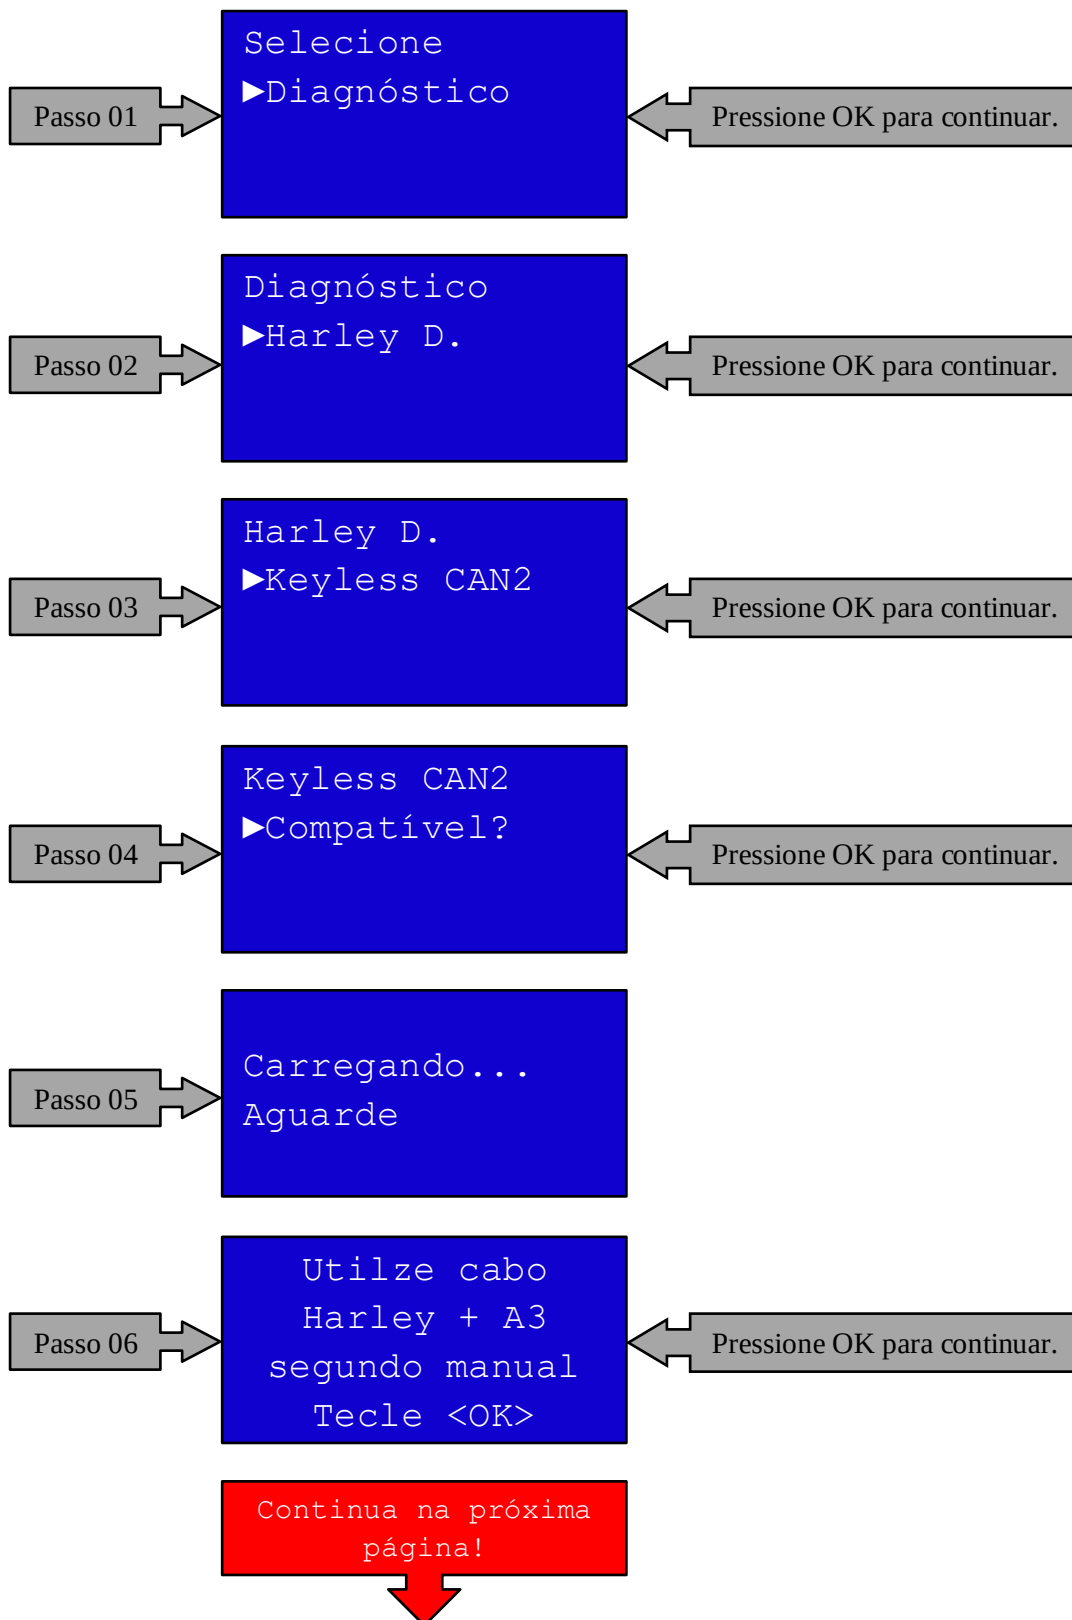 Selecione
►Diagnóstico
Passo 01
Pressione OK para continuar.
Diagnóstico
►Harley D.
Passo 02
Pressione OK para continuar.
Harley D.
►Keyless CAN2
Passo 03
Pressione OK para continuar.
Keyless CAN2
►Compatível?
Passo 04
Pressione OK para continuar.
Carregando...
Aguarde
Passo 05
Utilze cabo
Harley + A3
segundo manual
Tecle <OK>
Passo 06
Pressione OK para continuar.
Continua na próxima
página!